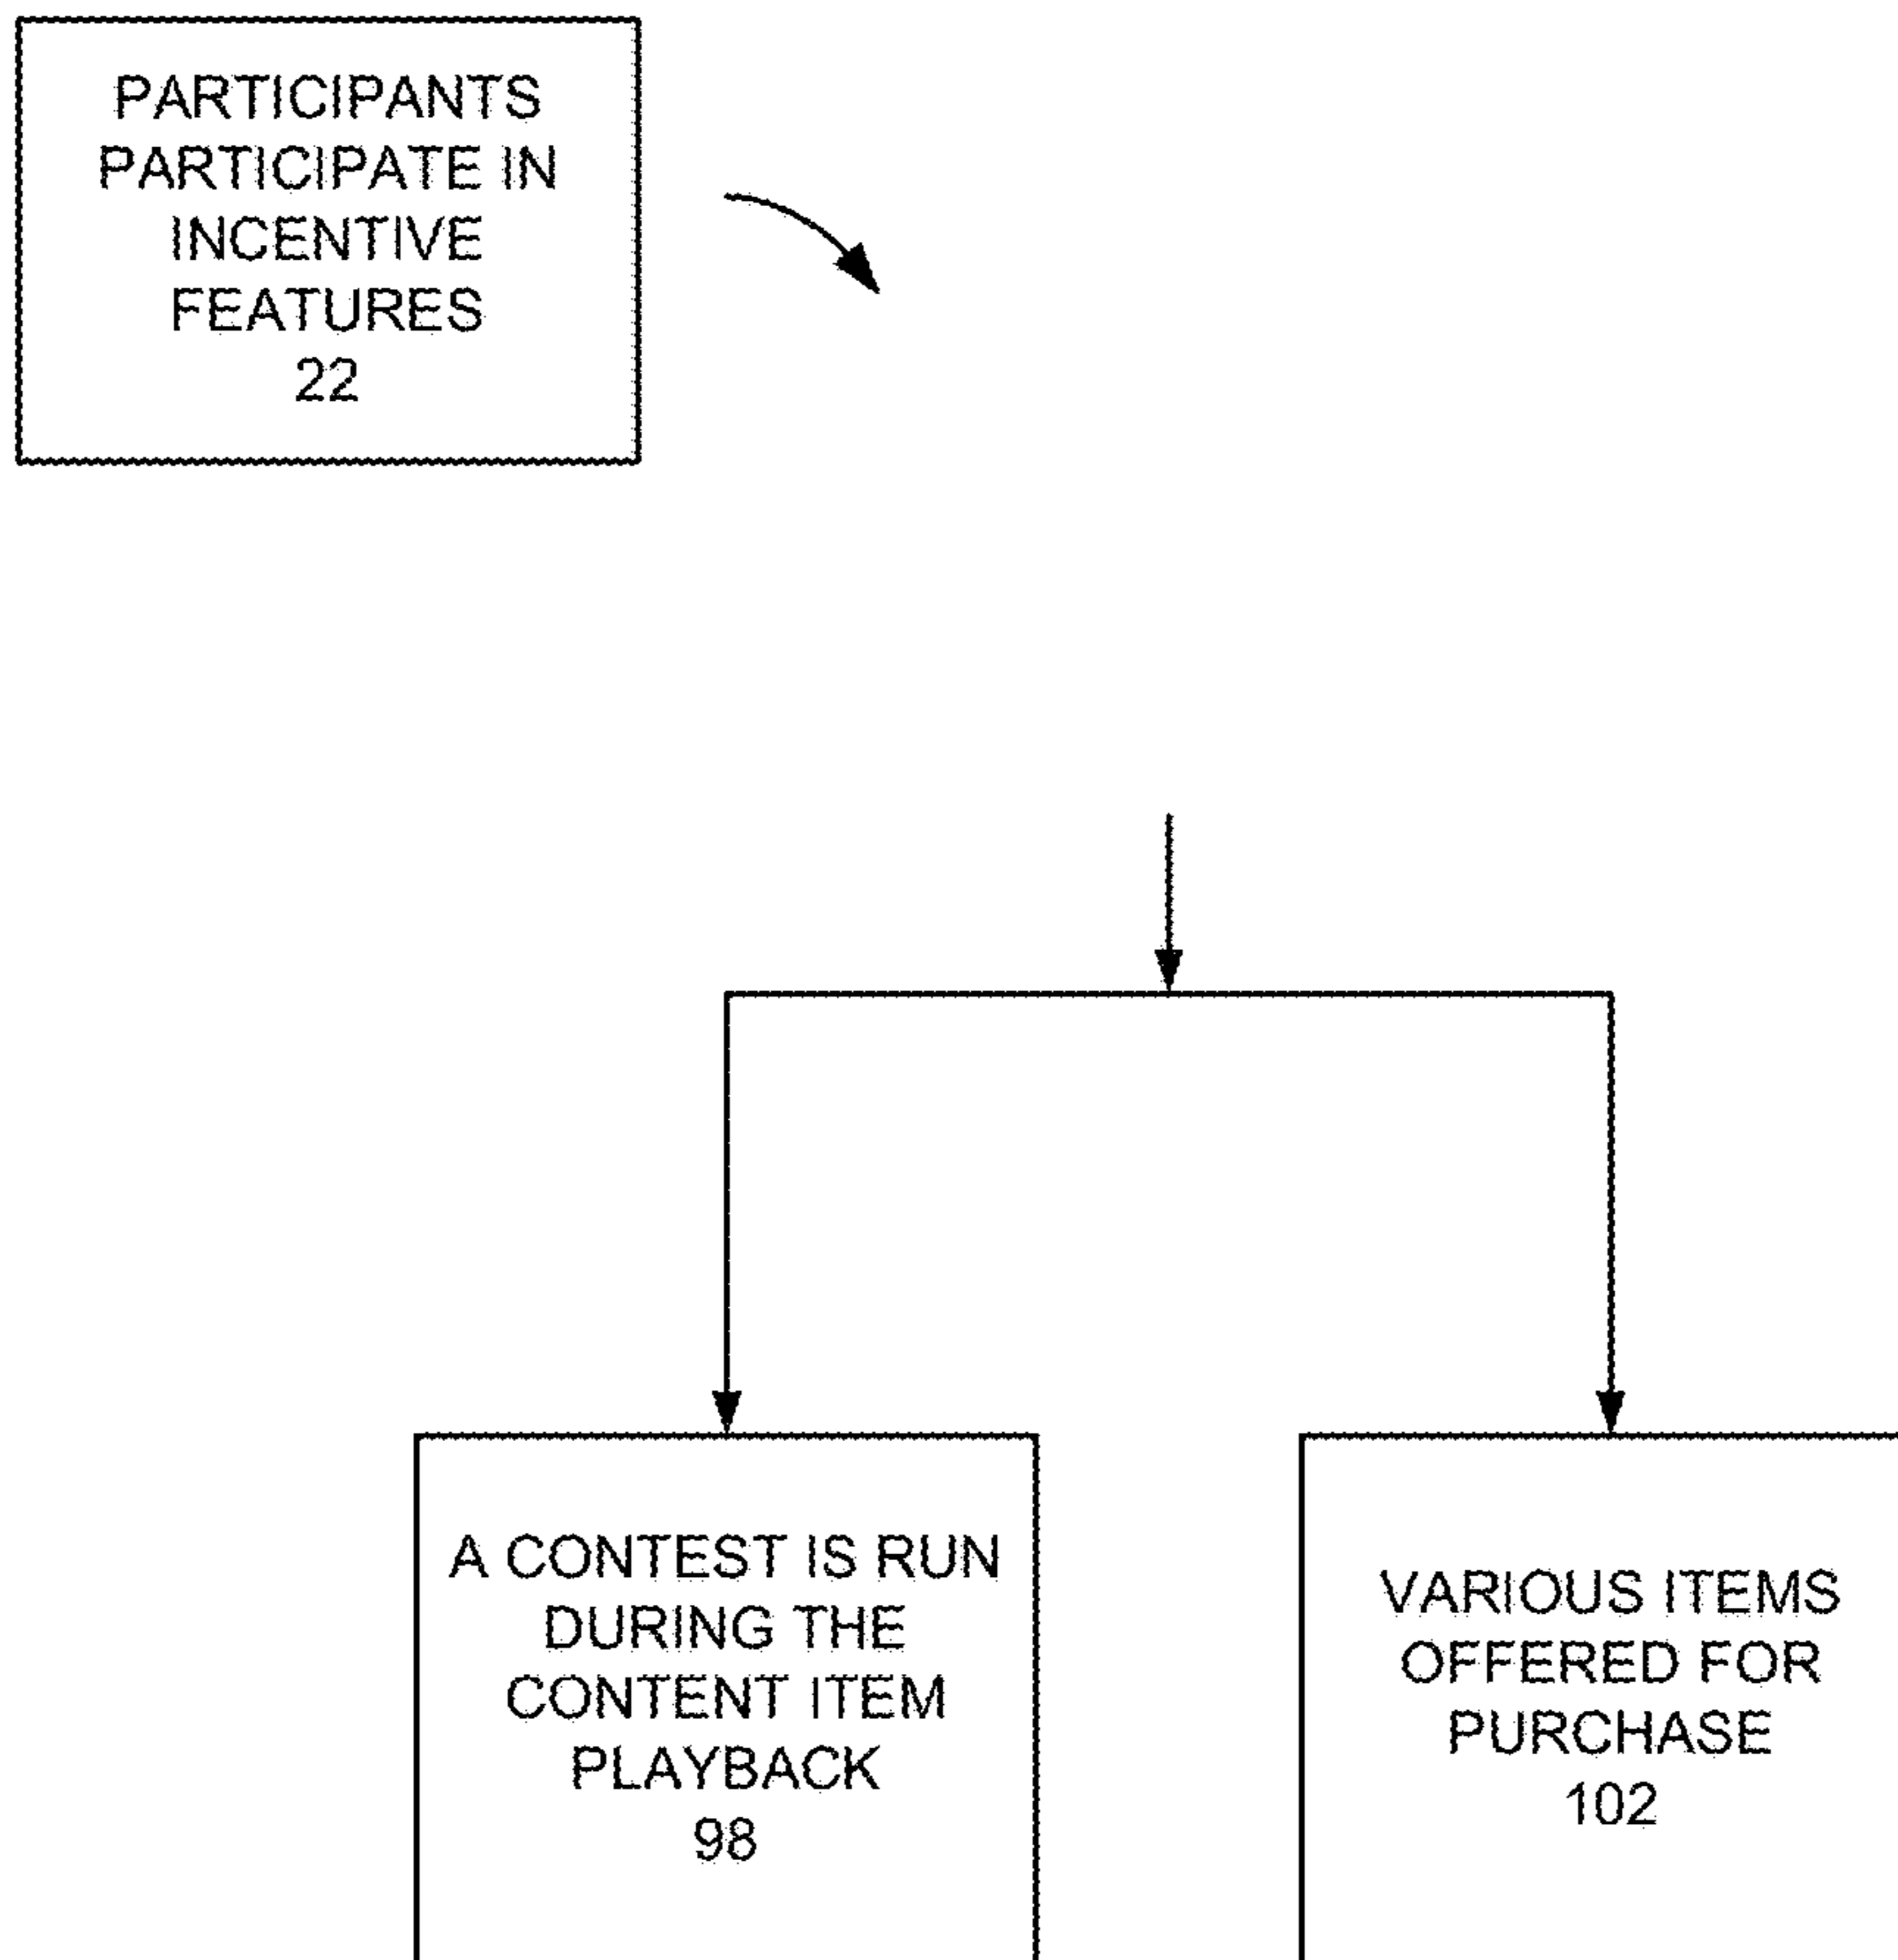 PARTICIPANTS
PARTICIPATE IN
INCENTIVE
FEATURES
22
A CONTEST IS RUN
DURING THE
CONTENT ITEM
PLAYBACK
98
VARIOUS ITEMS
OFFERED FOR
PURCHASE
102